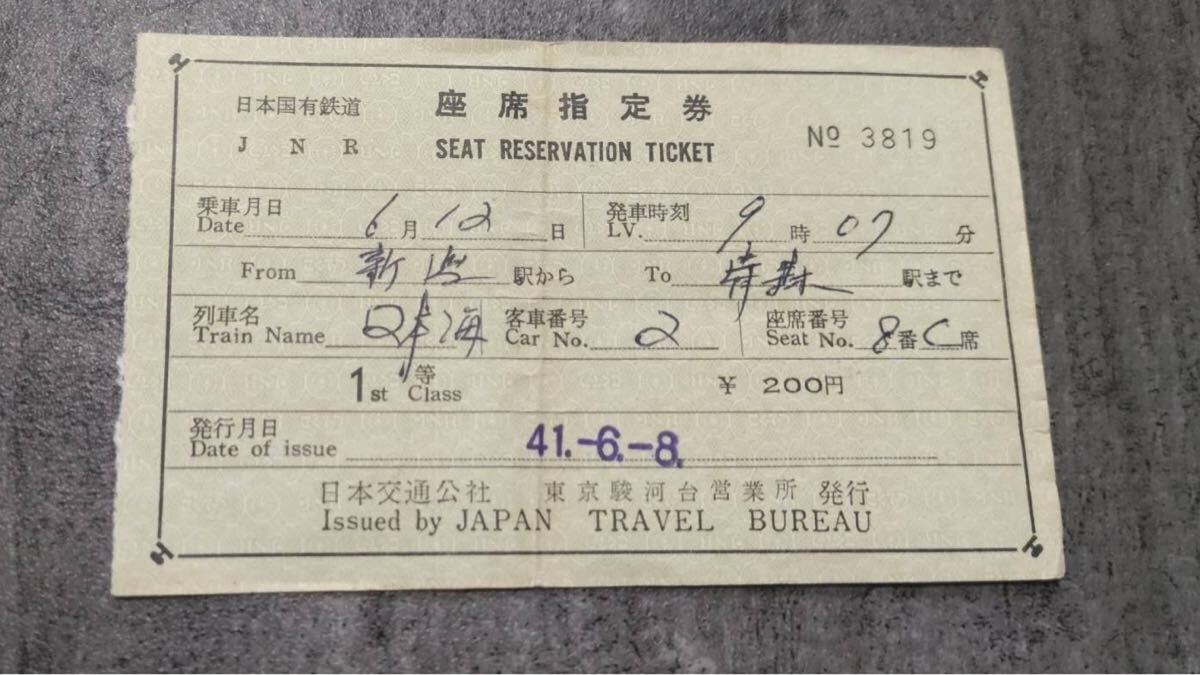 日本国有鉄道 座席指定券
J N R SEAT RESERVATION TICKET № 3819
乗車月日 発車時刻
Date 6月12日 LV. 9時07分
From 新潟 駅から To 青森 駅まで
列車名 客車番号 座席番号
Train Name 日本海 Car No. 2 Seat No. 8番C席
1st 等 Class ¥ 200円
発行月日
Date of issue 41.-6.-8.
日本交通公社 東京駿河台営業所 発行
Issued by JAPAN TRAVEL BUREAU